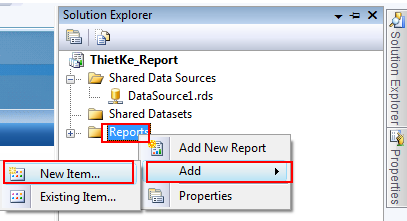 Solution Explorer
ThietKe_Report
Shared Data Sources
DataSource1.rds
Shared Datasets
Reports
Add New Report
Add
Properties
New Item...
Existing Item...
Solution Explorer
Properties